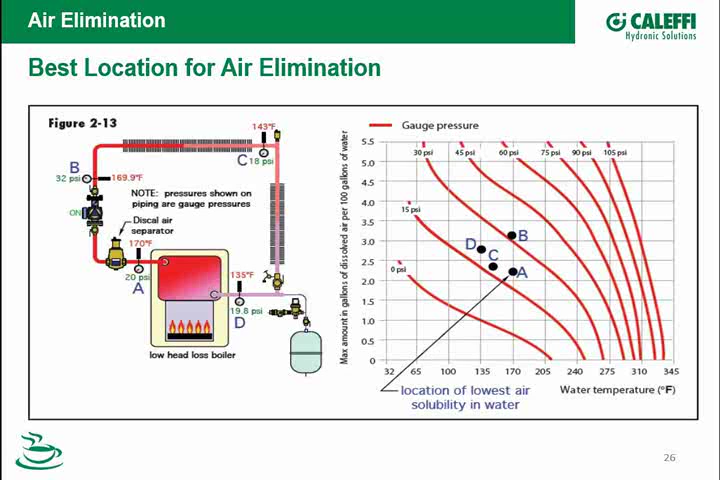 Air Elimination
CALEFFI
Hydronic Solutions
Best Location for Air Elimination
Figure 2-13
143°F
C
18 psi
B
32 psi
169.9°F
NOTE: pressures shown on
piping are gauge pressures
ON
Discal air
separator
170°F
20 psi
A
135°F
19.8 psi
D
low head loss boiler
Gauge pressure
Max amount in gallons of dissolved air per 100 gallons of water
5.5
5.0
4.5
4.0
3.5
3.0
2.5
2.0
1.5
1.0
0.5
0
30 psi
45 psi
60 psi
75 psi
90 psi
105 psi
15 psi
0 psi
B
D
C
A
32
65
100
135
170
205
240
275
310
345
location of lowest air
solubility in water
Water temperature (°F)
26